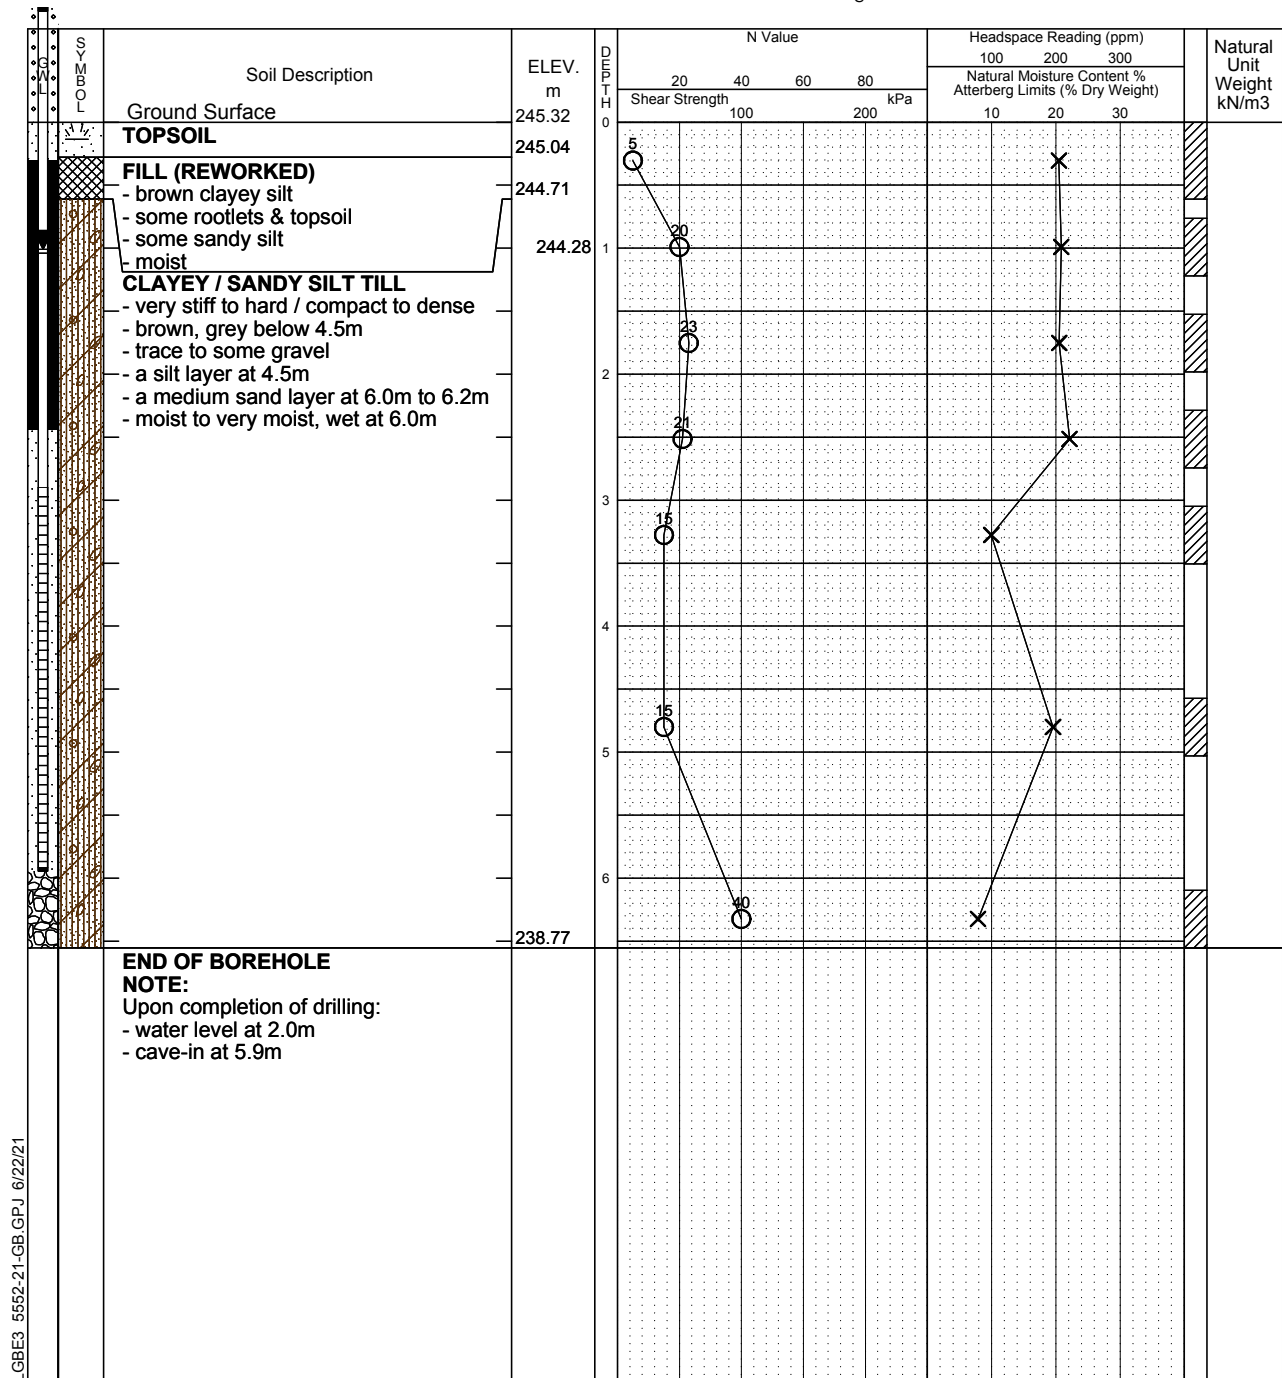 GWL
SYMBOL
Soil Description
ELEV.
m
DEPTH
N Value
20 40 60 80
Shear Strength kPa
100 200
Headspace Reading (ppm)
100 200 300
Natural Moisture Content %
Atterberg Limits (% Dry Weight)
10 20 30
Natural
Unit
Weight
kN/m3
Ground Surface
245.32
0
TOPSOIL
245.04
FILL (REWORKED)
- brown clayey silt
244.71
- some rootlets & topsoil
- some sandy silt
244.28
- moist
CLAYEY / SANDY SILT TILL
- very stiff to hard / compact to dense
- brown, grey below 4.5m
- trace to some gravel
- a silt layer at 4.5m
- a medium sand layer at 6.0m to 6.2m
- moist to very moist, wet at 6.0m
5
20
1
23
2
21
3
15
4
15
5
6
40
238.77
END OF BOREHOLE
NOTE:
Upon completion of drilling:
- water level at 2.0m
- cave-in at 5.9m
GBE3 5552-21-GB.GPJ 6/22/21